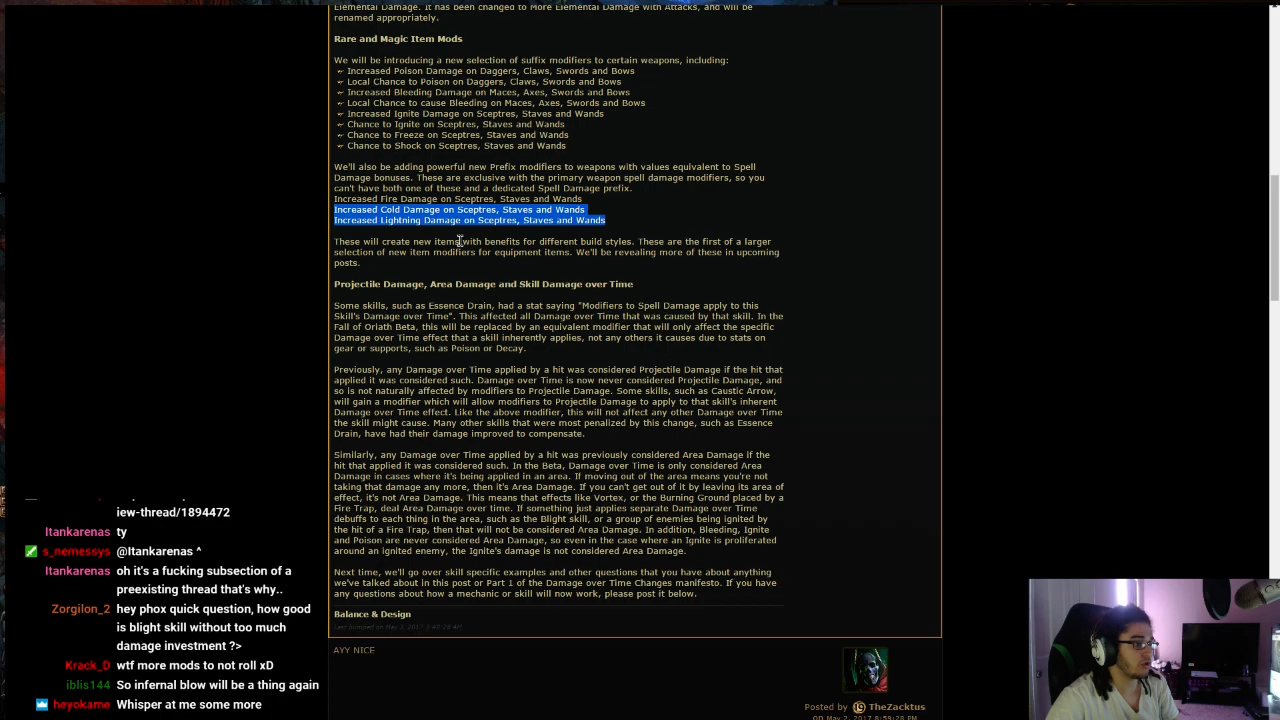 Elemental Damage. It has been changed to More Elemental Damage with Attacks, and will be
renamed appropriately.
Rare and Magic Item Mods
We will be introducing a new selection of suffix modifiers to certain weapons, including:
Increased Poison Damage on Daggers, Claws, Swords and Bows
Local Chance to Poison on Daggers, Claws, Swords and Bows
Increased Bleeding Damage on Maces, Axes, Swords and Bows
Local Chance to cause Bleeding on Maces, Axes, Swords and Bows
Increased Ignite Damage on Sceptres, Staves and Wands
Chance to Ignite on Sceptres, Staves and Wands
Chance to Freeze on Sceptres, Staves and Wands
Chance to Shock on Sceptres, Staves and Wands
We'll also be adding powerful new Prefix modifiers to weapons with values equivalent to Spell
Damage bonuses. These are exclusive with the primary weapon spell damage modifiers, so you
can't have both one of these and a dedicated Spell Damage prefix.
Increased Fire Damage on Sceptres, Staves and Wands
Increased Cold Damage on Sceptres, Staves and Wands
Increased Lightning Damage on Sceptres, Staves and Wands
These will create new items with benefits for different build styles. These are the first of a larger
selection of new item modifiers for equipment items. We'll be revealing more of these in upcoming
posts.
Projectile Damage, Area Damage and Skill Damage over Time
Some skills, such as Essence Drain, had a stat saying "Modifiers to Spell Damage apply to this
Skill's Damage over Time". This affected all Damage over Time that was caused by that skill. In the
Fall of Oriath Beta, this will be replaced by an equivalent modifier that will only affect the specific
Damage over Time effect that a skill inherently applies, not any others it causes due to stats on
gear or supports, such as Poison or Decay.
Previously, any Damage over Time applied by a hit was considered Projectile Damage if the hit that
applied it was considered such. Damage over Time is now never considered Projectile Damage, and
so is not naturally affected by modifiers to Projectile Damage. Some skills, such as Caustic Arrow,
will gain a modifier which will allow modifiers to Projectile Damage to apply to that skill's inherent
Damage over Time effect. Like the above modifier, this will not affect any other Damage over Time
the skill might cause. Many other skills that were most penalized by this change, such as Essence
Drain, have had their damage improved to compensate.
Similarly, any Damage over Time applied by a hit was previously considered Area Damage if the
hit that applied it was considered such. In the Beta, Damage over Time is only considered Area
Damage in cases where it's being applied in an area. If moving out of the area means you're not
taking that damage any more, then it's Area Damage. If you can't get out of it by leaving its area of
effect, it's not Area Damage. This means that effects like Vortex, or the Burning Ground placed by a
Fire Trap, deal Area Damage over time. If something just applies separate Damage over Time
debuffs to each thing in the area, such as the Blight skill, or a group of enemies being ignited by
the hit of a Fire Trap, then that will not be considered Area Damage. In addition, Bleeding, Ignite
and Poison are never considered Area Damage, so even in the case where an Ignite is proliferated
around an ignited enemy, the Ignite's damage is not considered Area Damage.
Next time, we'll go over skill specific examples and other questions that you have about anything
we've talked about in this post or Part 1 of the Damage over Time Changes manifesto. If you have
any questions about how a mechanic or skill will now work, please post it below.
Balance & Design
AYY NICE
Posted by TheZacktus
on May 2, 2017 8:59:28 PM
iew-thread/1894472
Itankarenas ty
s_nemessys @Itankarenas ^
Itankarenas oh it's a fucking subsection of a
preexisting thread that's why..
Zorgilon_2 hey phox quick question, how good
is blight skill without too much
damage investment ?>
Krack_D wtf more mods to not roll xD
iblis144 So infernal blow will be a thing again
heyokame Whisper at me some more